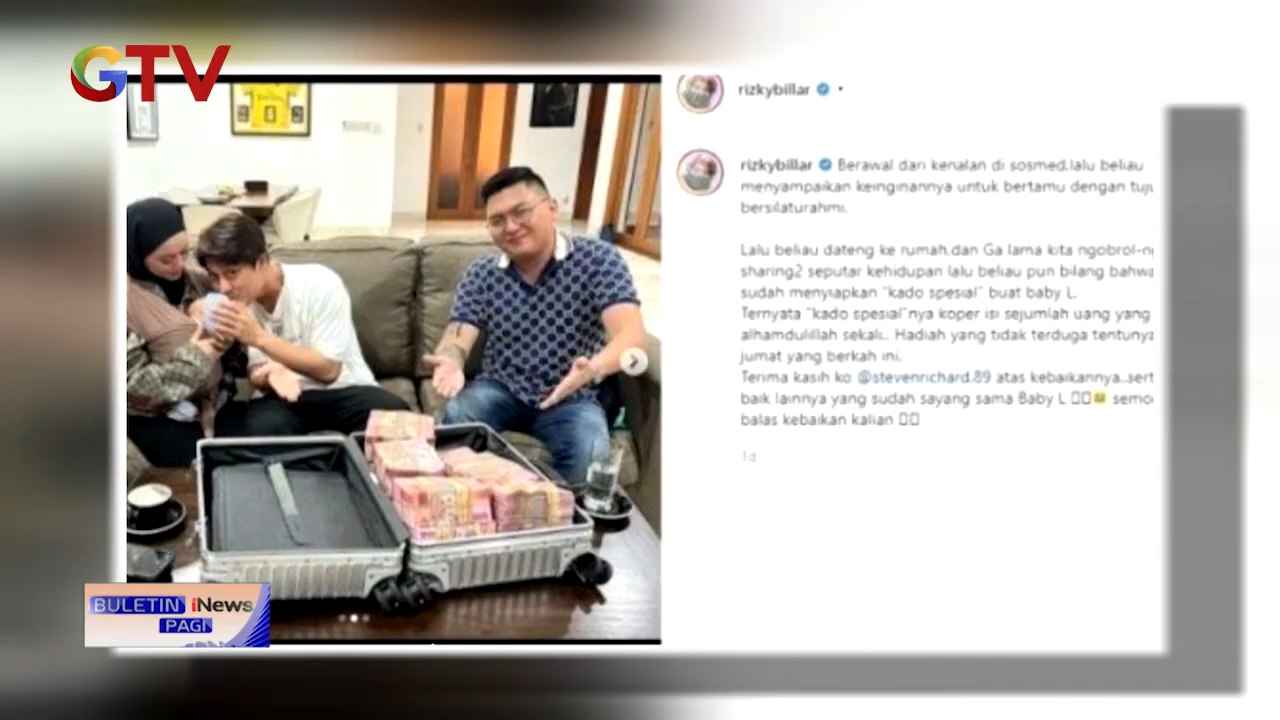 GTV
rizkybillar •
rizkybillar Berawal dari kenalan di sosmed,lalu beliau
menyampaikan keinginannya untuk bertamu dengan tuju
bersilaturahmi.
Lalu beliau dateng ke rumah,dan Ga lama kita ngobrol-ng
sharing2 seputar kehidupan lalu beliau pun bilang bahwa
sudah menyiapkan "kado spesial" buat baby L.
Ternyata "kado spesial"nya koper isi sejumlah uang yang
alhamdulillah sekali.. Hadiah yang tidak terduga tentunya
jumat yang berkah ini.
Terima kasih ko @stevenrichard.89 atas kebaikannya..sert
baik lainnya yang sudah sayang sama Baby L semo
balas kebaikan kalian
1d
BULETIN iNews
PAGI